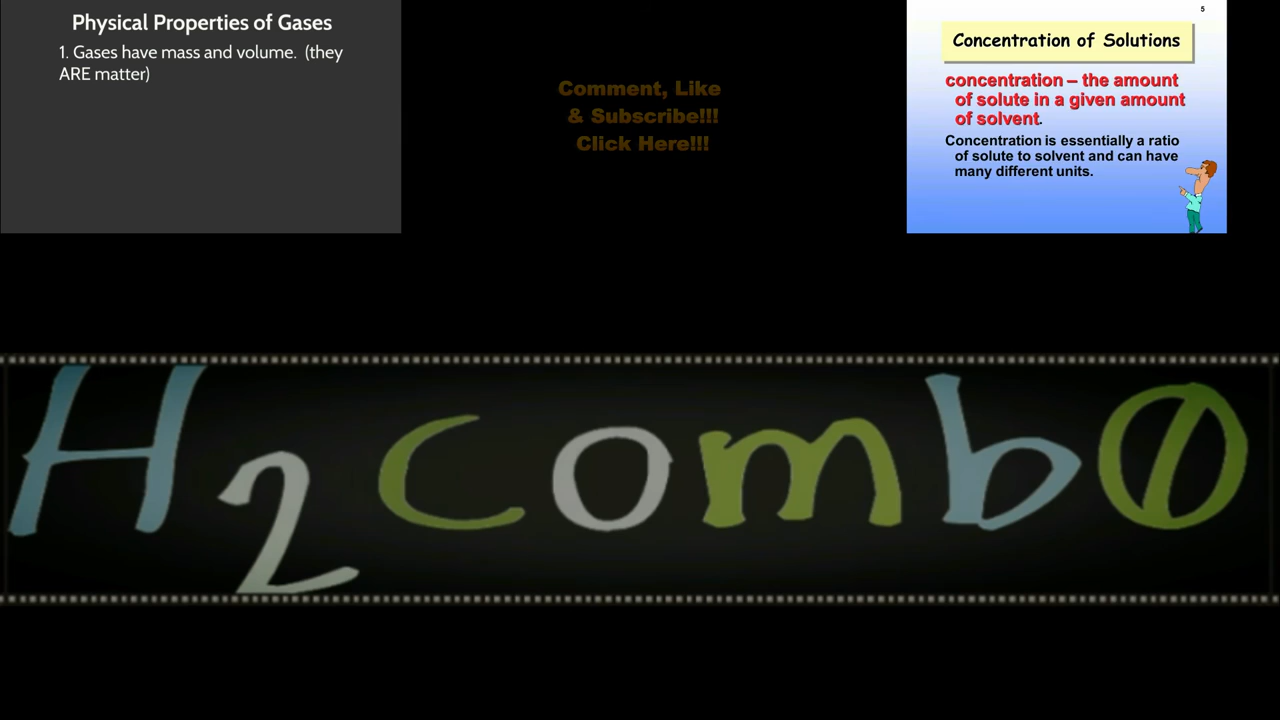 Physical Properties of Gases
1. Gases have mass and volume. (they
ARE matter)
Comment, Like
& Subscribe!!!
Click Here!!!
5
Concentration of Solutions
concentration – the amount
of solute in a given amount
of solvent.
Concentration is essentially a ratio
of solute to solvent and can have
many different units.
H2comb0